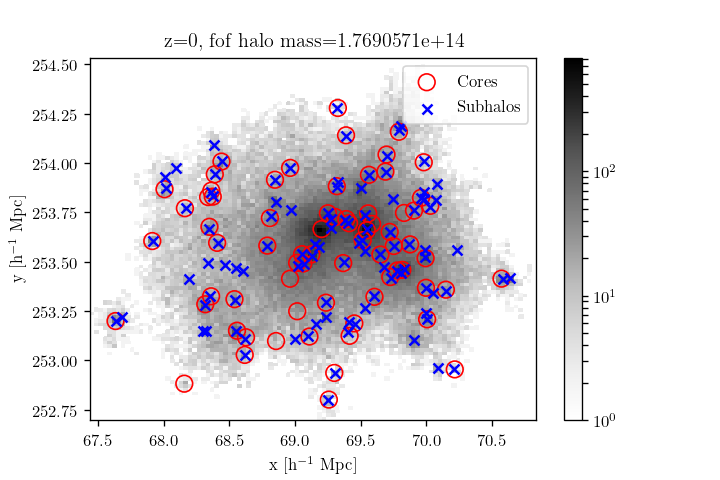 z=0, fof halo mass=1.7690571e+14
Cores
Subhalos
y [h⁻¹ Mpc]
254.50
254.25
254.00
253.75
253.50
253.25
253.00
252.75
67.5 68.0 68.5 69.0 69.5 70.0 70.5
x [h⁻¹ Mpc]
10²
10¹
10⁰